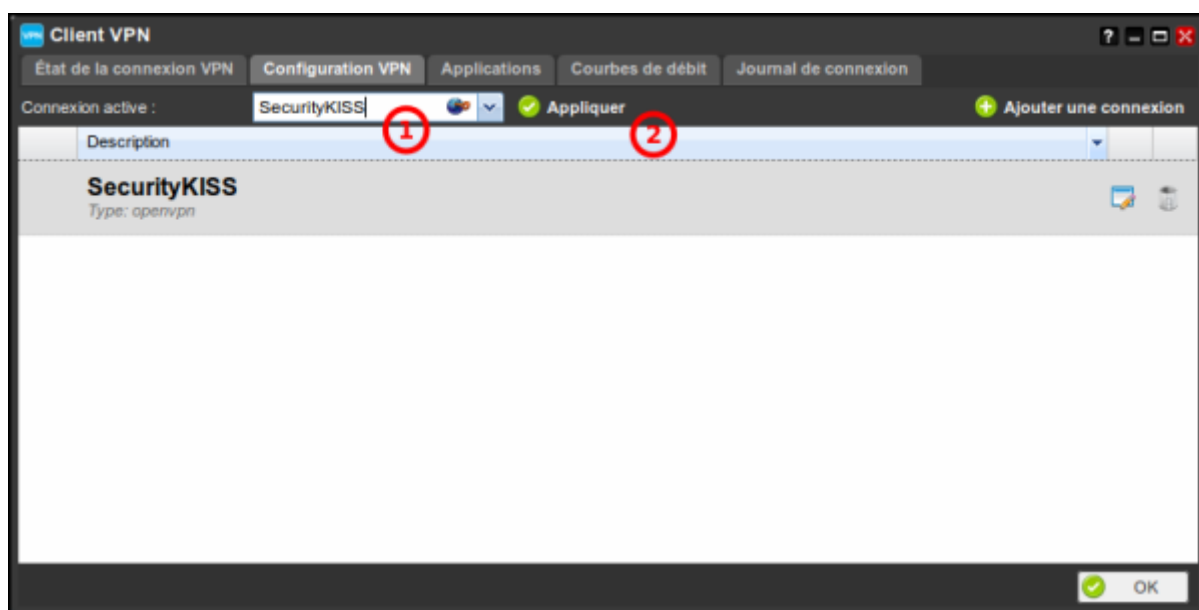 VPN Client VPN ?
État de la connexion VPN Configuration VPN Applications Courbes de débit Journal de connexion
Connexion active : SecurityKISS Appliquer Ajouter une connexion
1 2
Description
SecurityKISS
Type: openvpn
OK